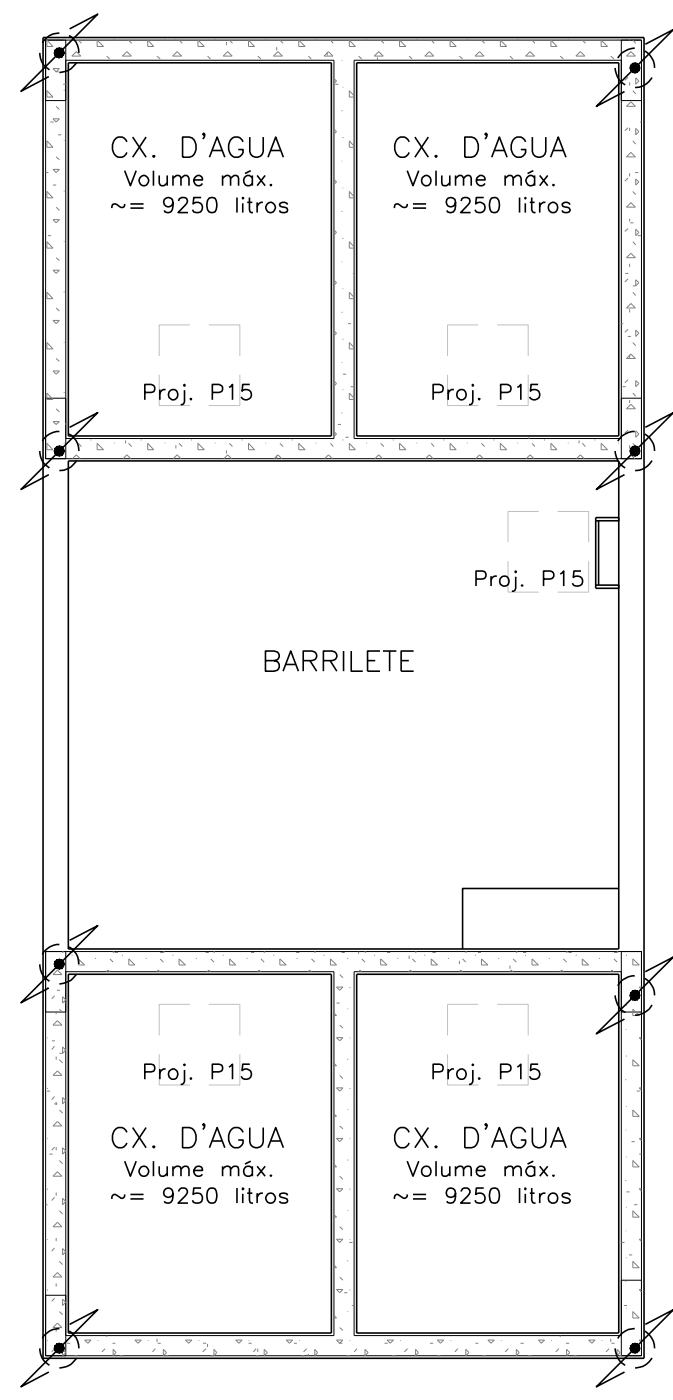 CX. D'AGUA
Volume máx.
~= 9250 litros
CX. D'AGUA
Volume máx.
~= 9250 litros
Proj. P15
Proj. P15
Proj. P15
BARRILETE
Proj. P15
Proj. P15
CX. D'AGUA
Volume máx.
~= 9250 litros
CX. D'AGUA
Volume máx.
~= 9250 litros